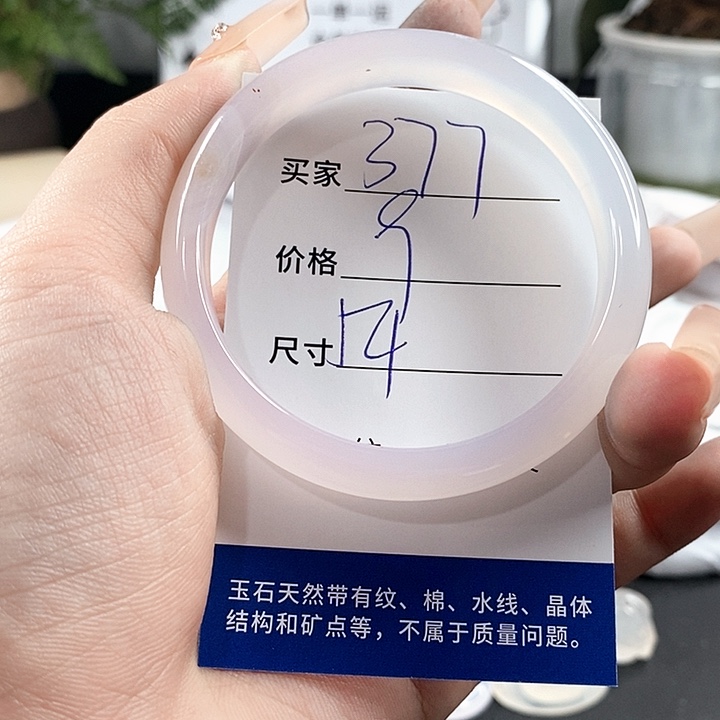 买家 377
价格 9
尺寸 54
玉石天然带有纹、棉、水线、晶体
结构和矿点等，不属于质量问题。